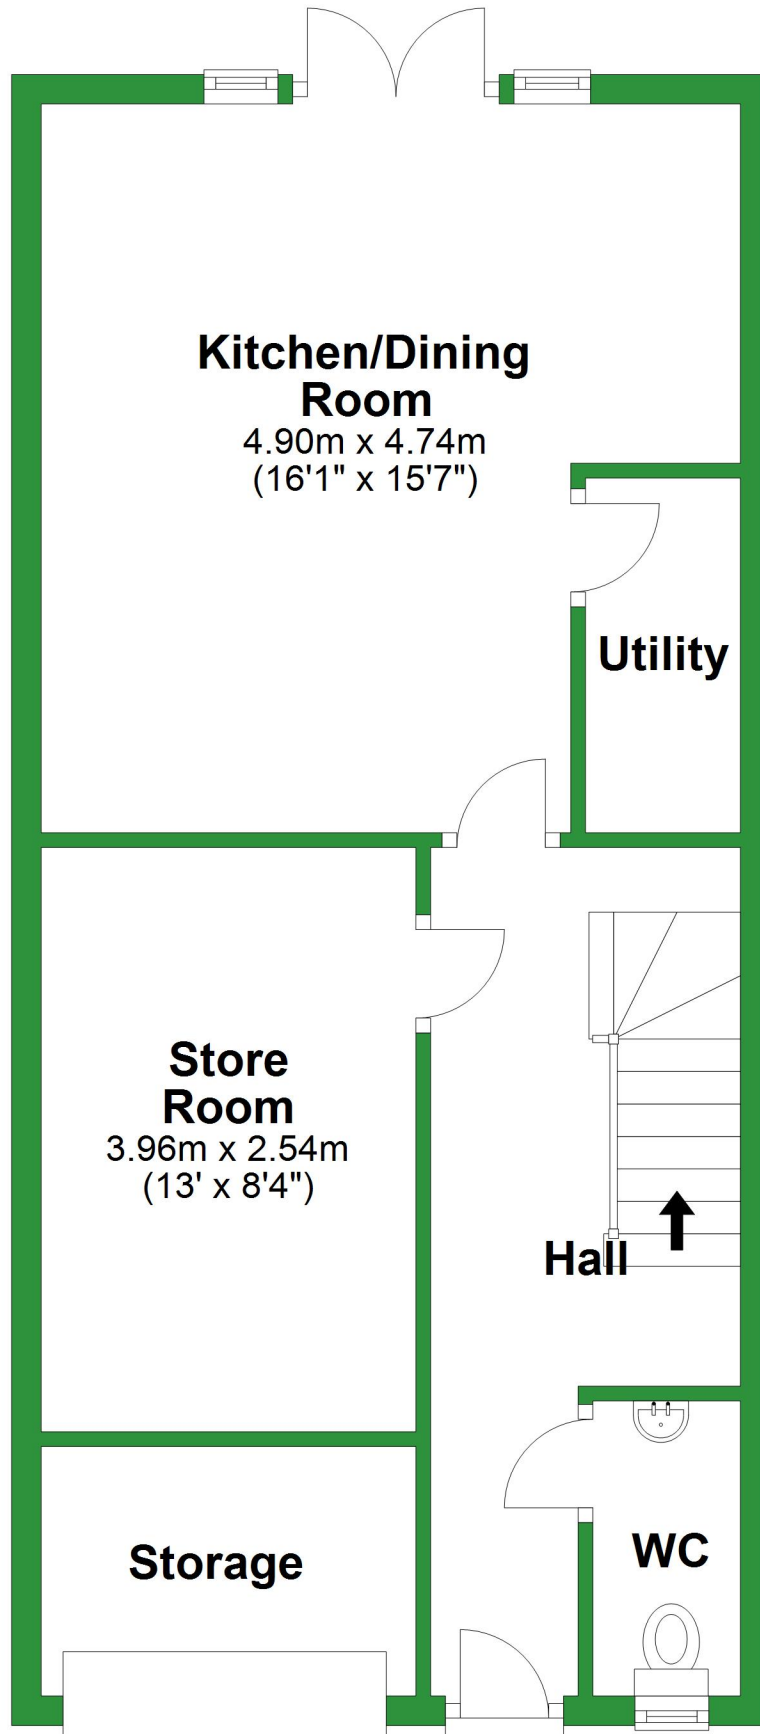 Kitchen/Dining
Room
4.90m x 4.74m
(16'1" x 15'7")
Utility
Store
Room
3.96m x 2.54m
(13' x 8'4")
Hall
Storage
WC